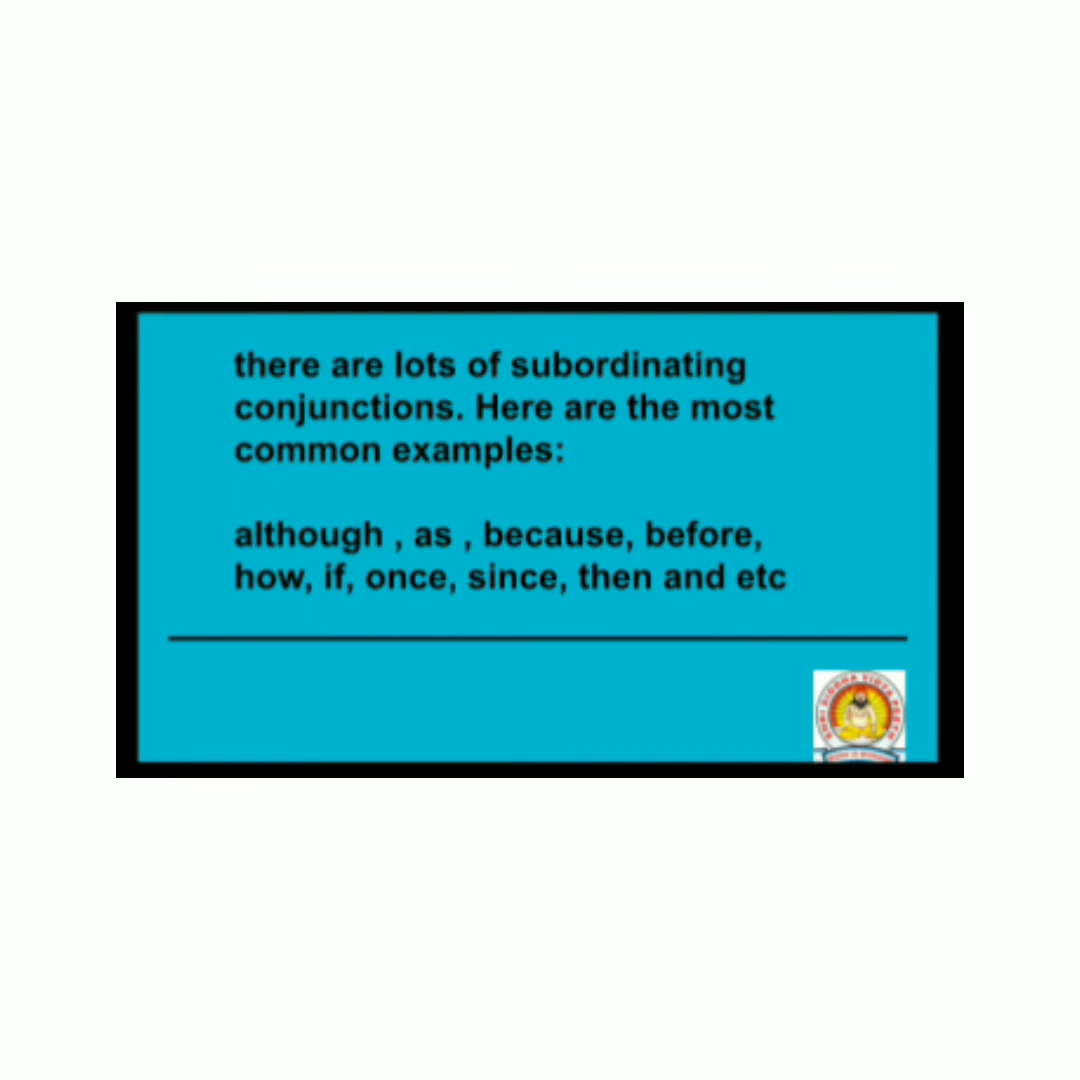 there are lots of subordinating
conjunctions. Here are the most
common examples:
although , as , because, before,
how, if, once, since, then and etc